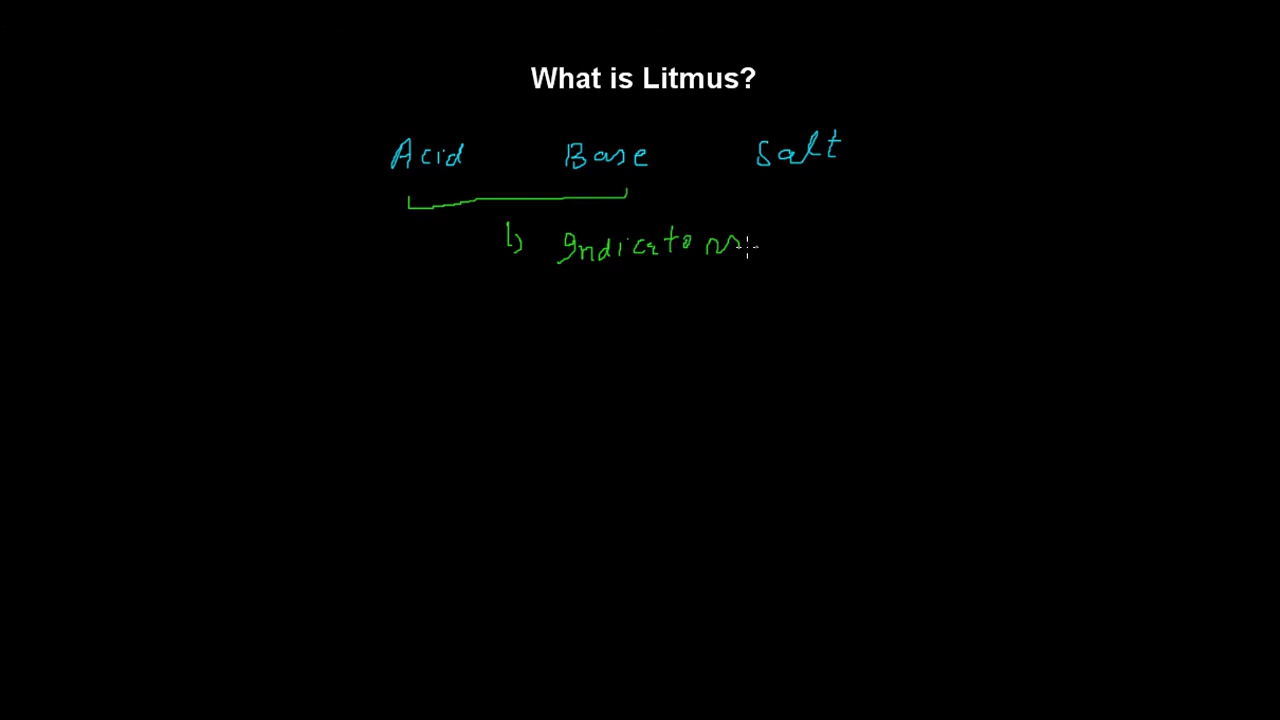 What is Litmus?
Acid Base Salt
↳ Indicators